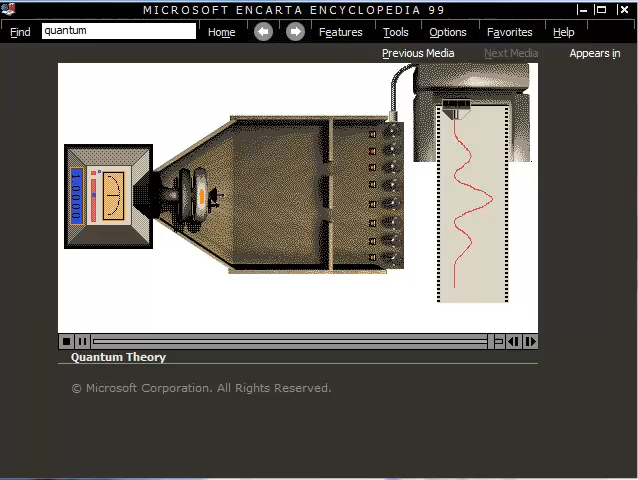 MICROSOFT ENCARTA ENCYCLOPEDIA 99
Find quantum Home Features Tools Options Favorites Help
Previous Media Next Media Appears in
10000
Quantum Theory
© Microsoft Corporation. All Rights Reserved.